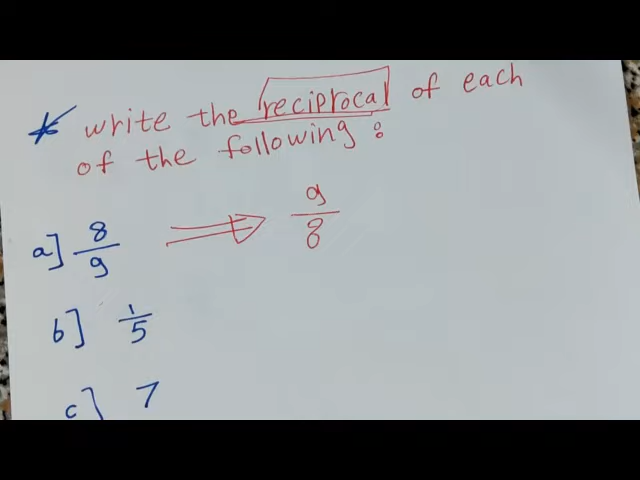 * write the reciprocal of each
of the following:
a] 8/9 ⟹ 9/8
b] 1/5
c] 7